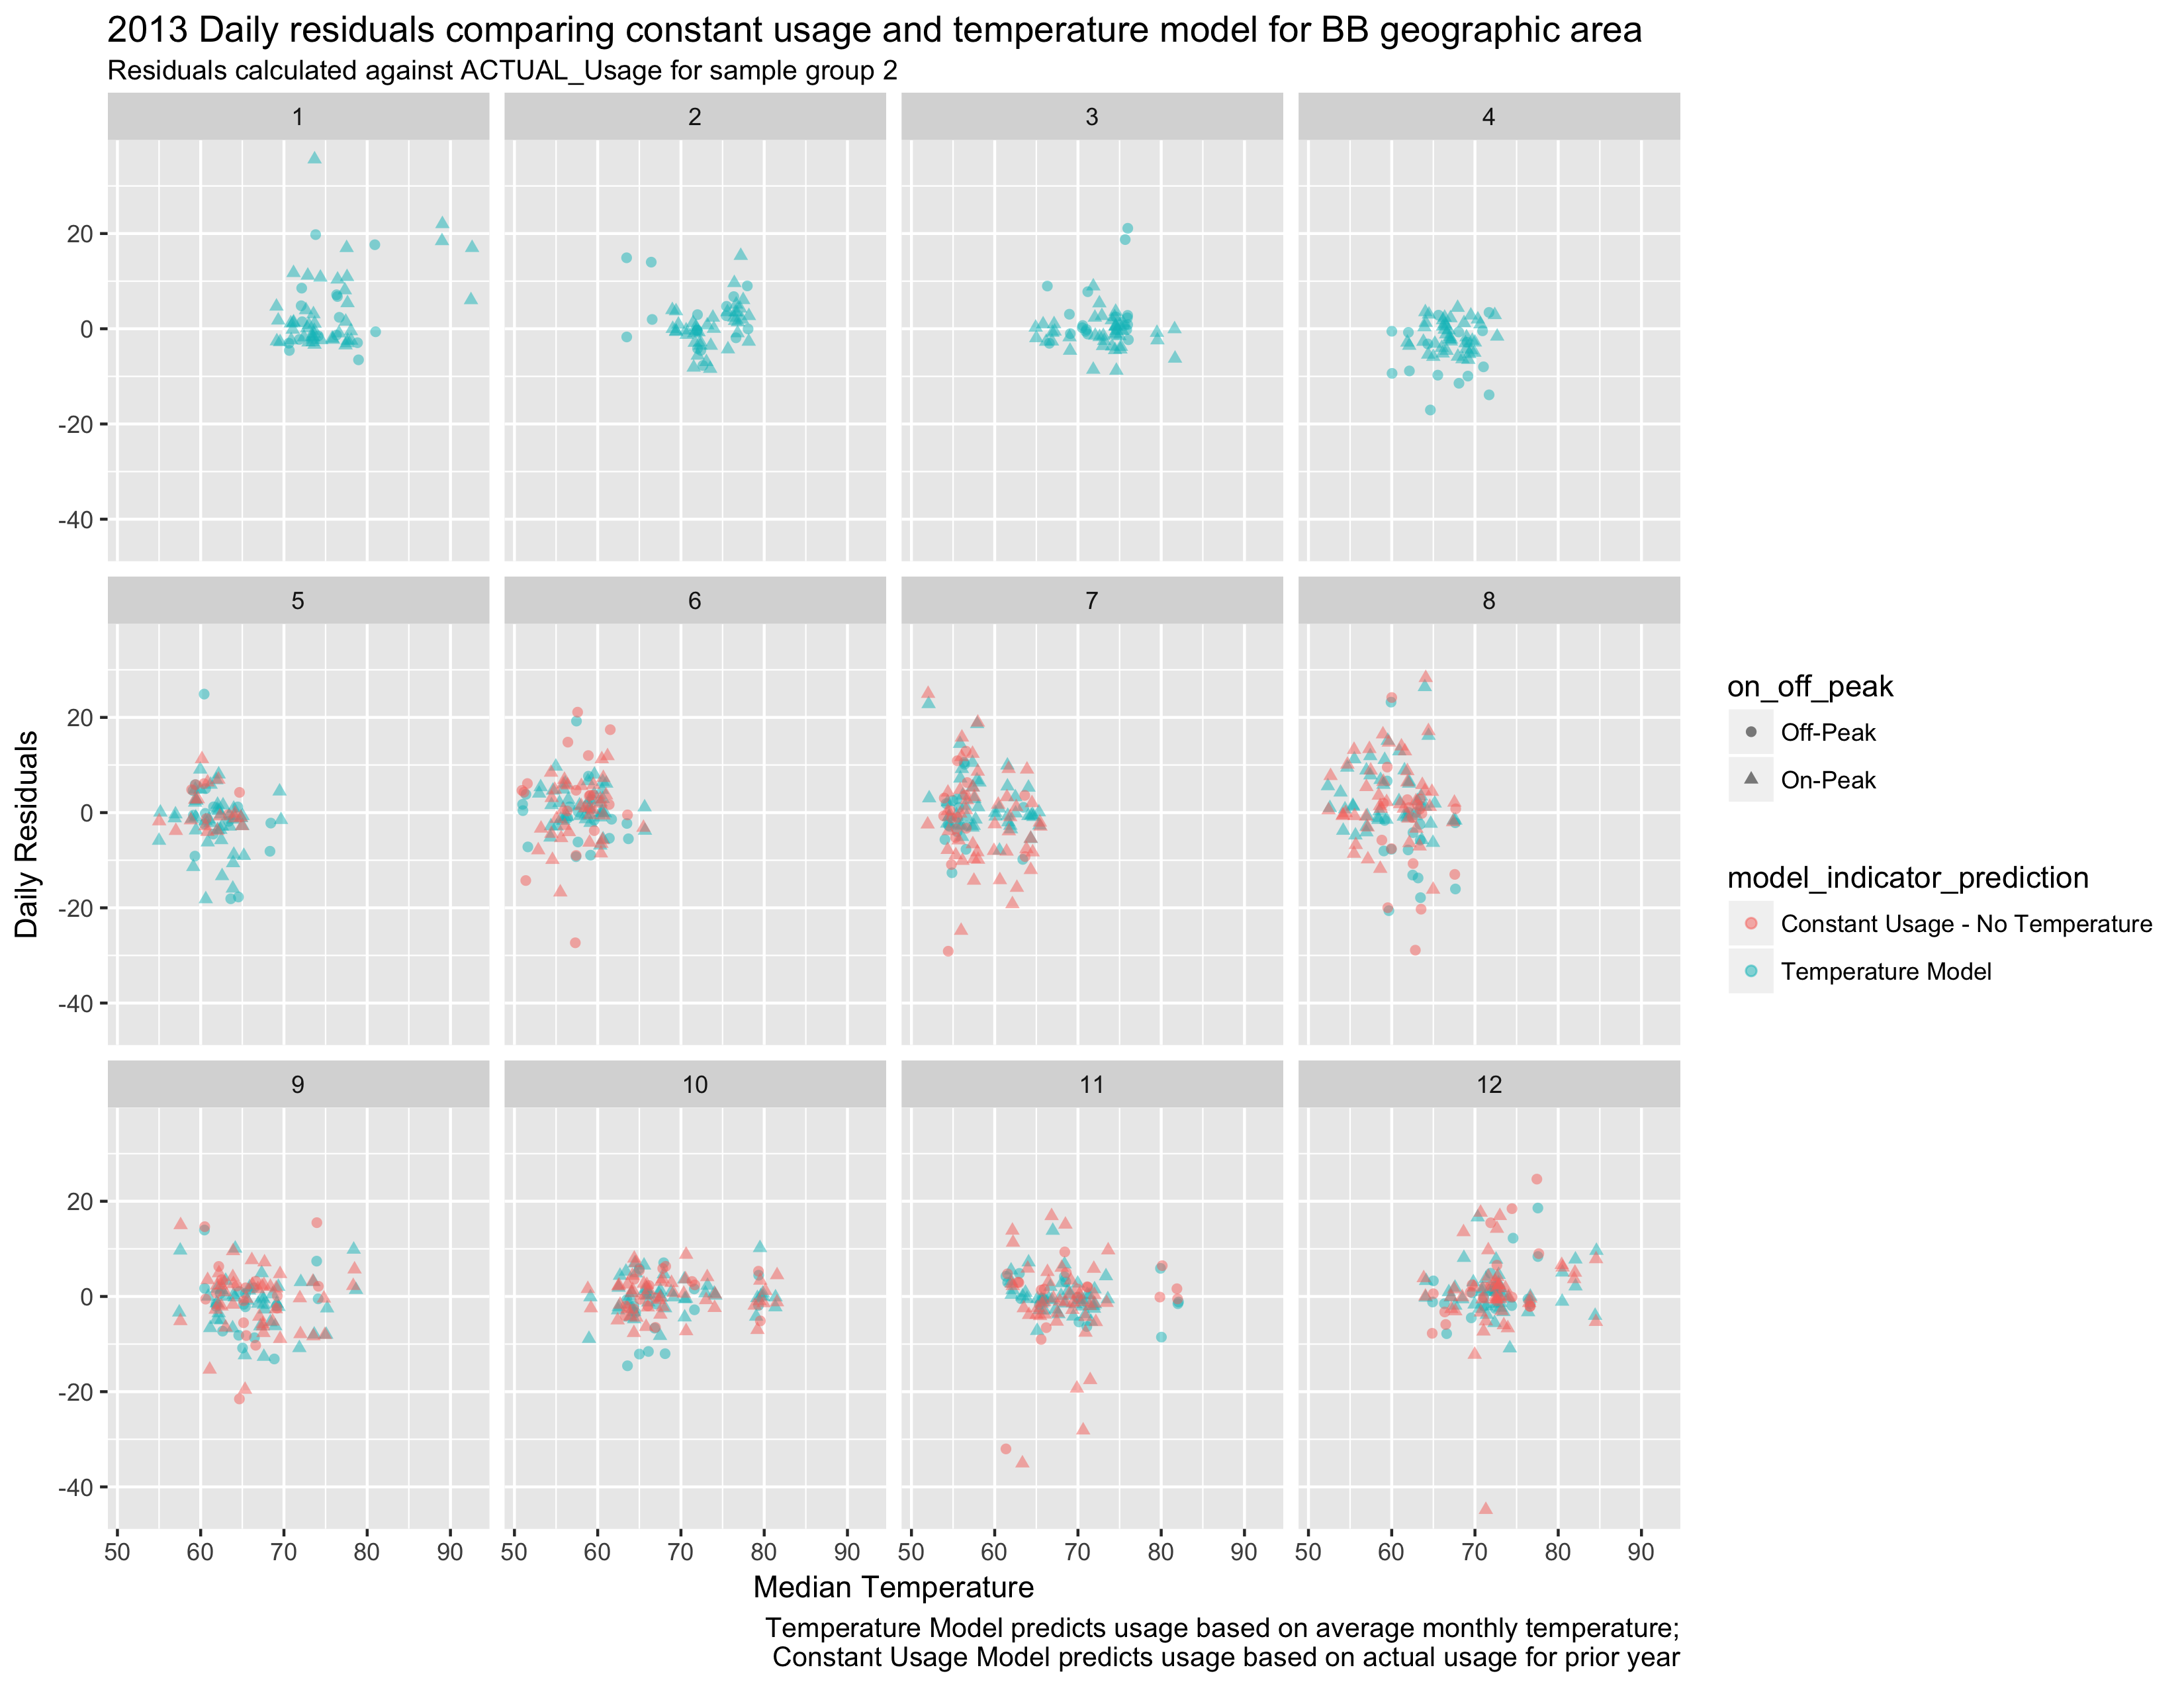 2013 Daily residuals comparing constant usage and temperature model for BB geographic area
Residuals calculated against ACTUAL_Usage for sample group 2
1 2 3 4
20
0
-20
-40
5 6 7 8
20
0
-20
-40
9 10 11 12
20
0
-20
-40
50 60 70 80 90 50 60 70 80 90 50 60 70 80 90 50 60 70 80 90
Daily Residuals
Median Temperature
Temperature Model predicts usage based on average monthly temperature;
Constant Usage Model predicts usage based on actual usage for prior year
on_off_peak
Off-Peak
On-Peak
model_indicator_prediction
Constant Usage - No Temperature
Temperature Model